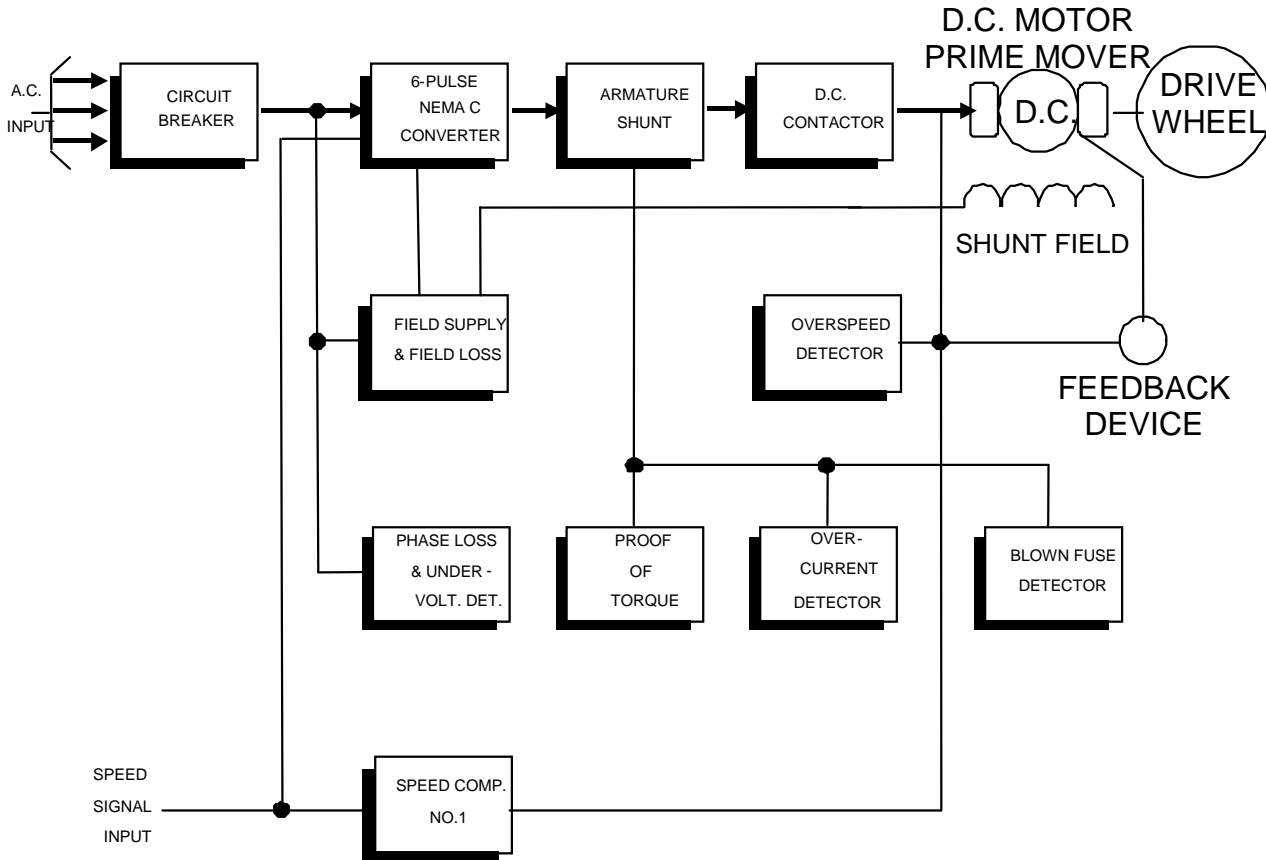 D.C. MOTOR
PRIME MOVER
A.C.
INPUT
CIRCUIT
BREAKER
6-PULSE
NEMA C
CONVERTER
ARMATURE
SHUNT
D.C.
CONTACTOR
D.C.
DRIVE
WHEEL
SHUNT FIELD
FIELD SUPPLY
& FIELD LOSS
OVERSPEED
DETECTOR
FEEDBACK
DEVICE
PHASE LOSS
& UNDER -
VOLT. DET.
PROOF
OF
TORQUE
OVER-
CURRENT
DETECTOR
BLOWN FUSE
DETECTOR
SPEED
SIGNAL
INPUT
SPEED COMP.
NO.1